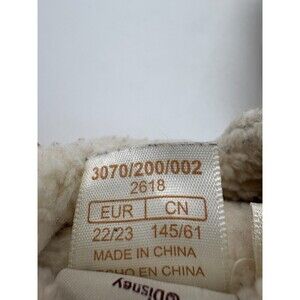 3070/200/002
2618
EUR CN
22/23 145/61
MADE IN CHINA
HECHO EN CHINA
©Disney